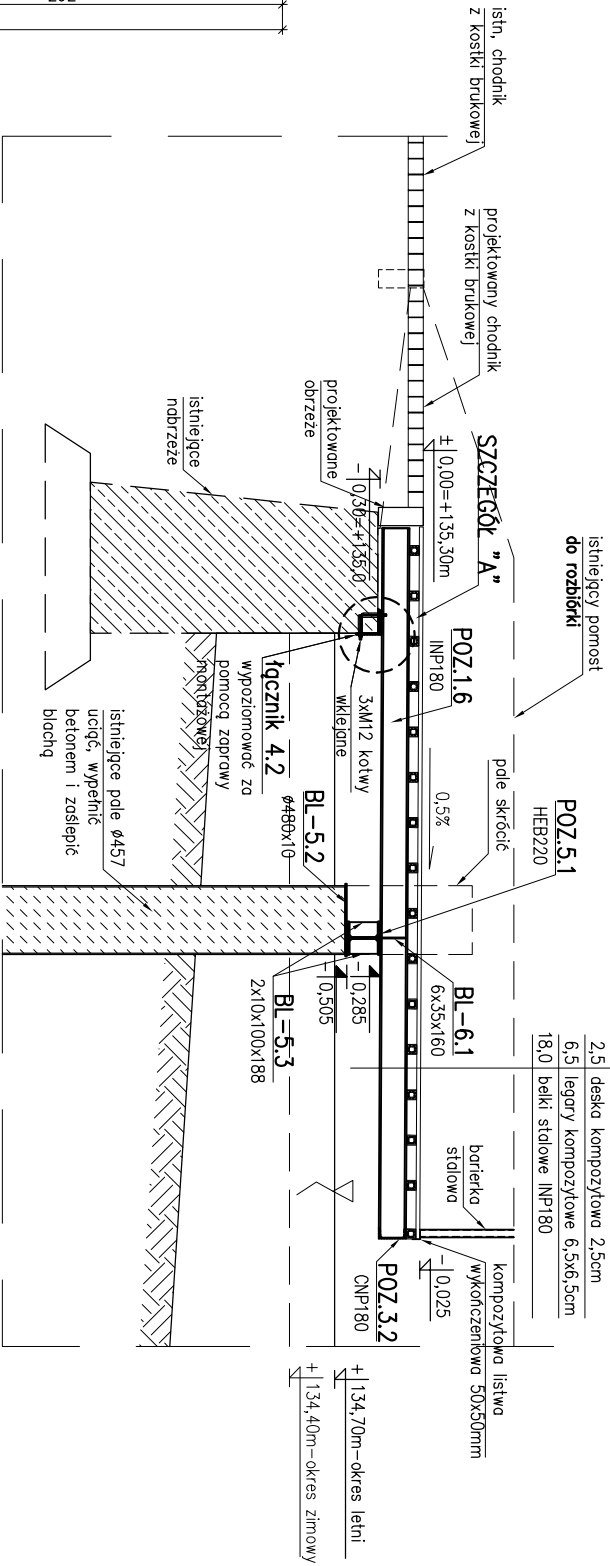 istn, chodnik
z kostki brukowej
projektowany chodnik
z kostki brukowej
istniejący pomost
do rozbiórki
SZCZEGÓŁ "A"
± 0,00=+135,30m
- 0,30=+135,0
projektowane
obrzeże
istniejące
nabrzeże
POZ.1.6
INP180
3xM12 kotwy
wklejane
łącznik 4.2
wypoziomować za
pomocą zaprawy
montażowej
0,5%
pale skrócić
POZ.5.1
HEB220
BL-5.2
ø480x10
istniejące pale ø457
uciąć, wypełnić
betonem i zaślepić
blachą
BL-6.1
6x35x160
- 0,285
- 0,505
BL-5.3
2x10x100x188
2,5 deska kompozytowa 2,5cm
6,5 legary kompozytowe 6,5x6,5cm
18,0 belki stalowe INP180
barierka
stalowa
kompozytowa listwa
wykończeniowa 50x50mm
- 0,025
POZ.3.2
CNP180
+ 134,70m-okres letni
+ 134,40m-okres zimowy